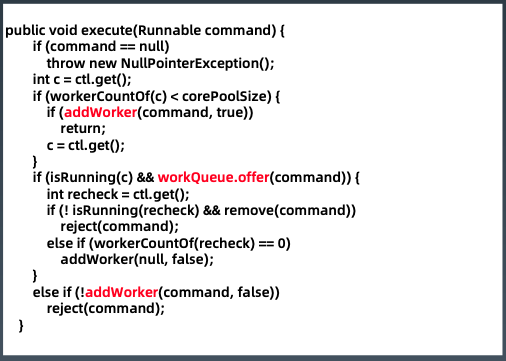 public void execute(Runnable command) {
if (command == null)
throw new NullPointerException();
int c = ctl.get();
if (workerCountOf(c) < corePoolSize) {
if (addWorker(command, true))
return;
c = ctl.get();
}
if (isRunning(c) && workQueue.offer(command)) {
int recheck = ctl.get();
if (! isRunning(recheck) && remove(command))
reject(command);
else if (workerCountOf(recheck) == 0)
addWorker(null, false);
}
else if (!addWorker(command, false))
reject(command);
}